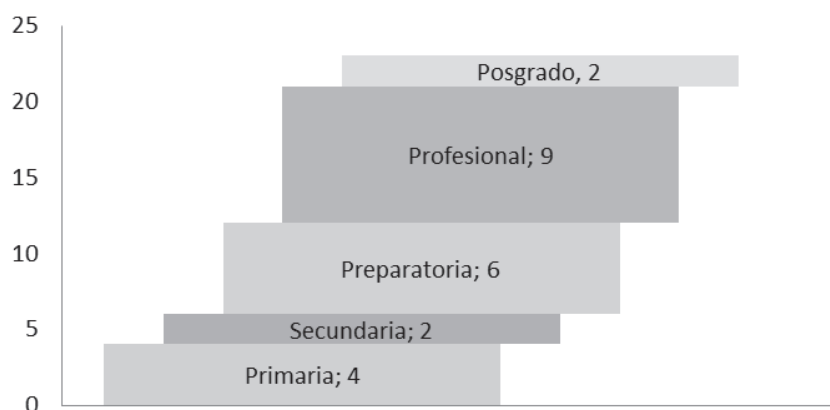 25
Posgrado, 2
20
Profesional; 9
15
10
Preparatoria; 6
5
Secundaria; 2
Primaria; 4
0